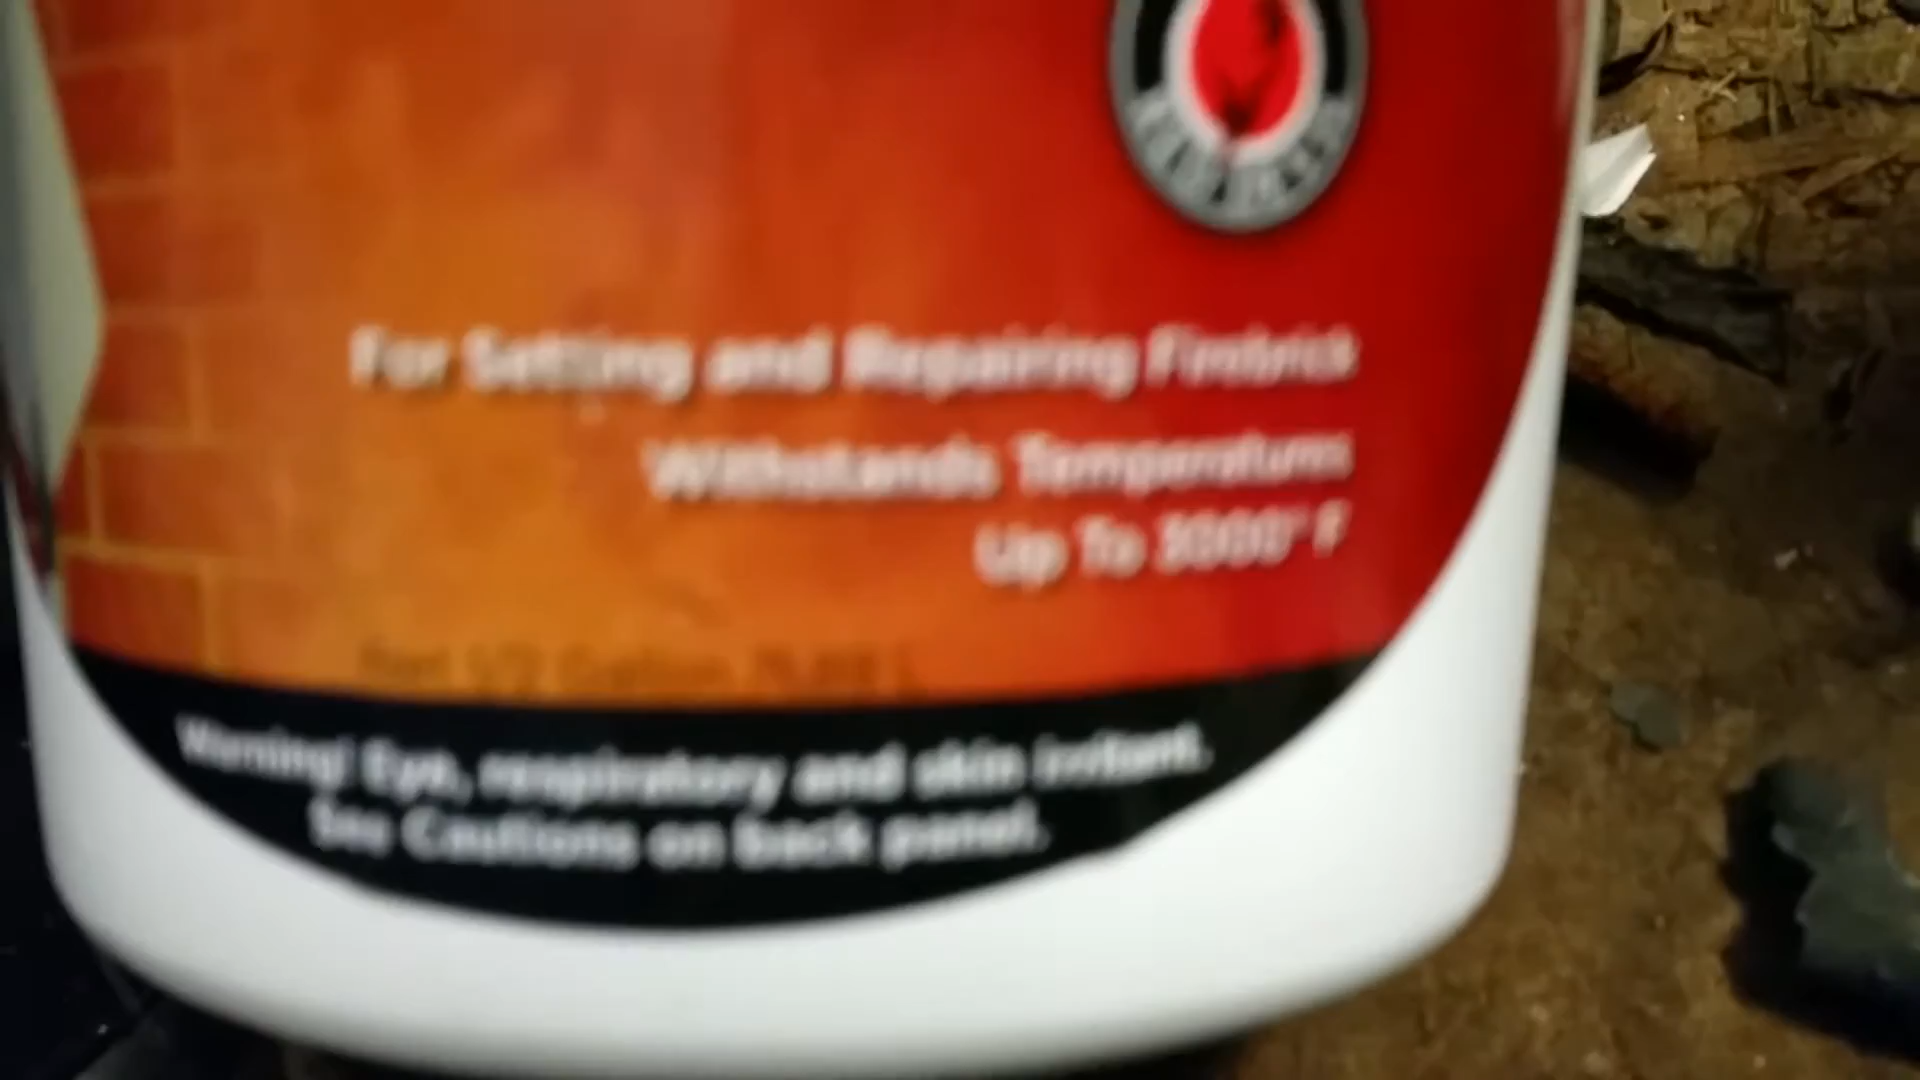 For Setting and Repairing Firebrick
Withstands Temperatures
Up To 3000° F
Warning! Eye, respiratory and skin irritant.
See Cautions on back panel.